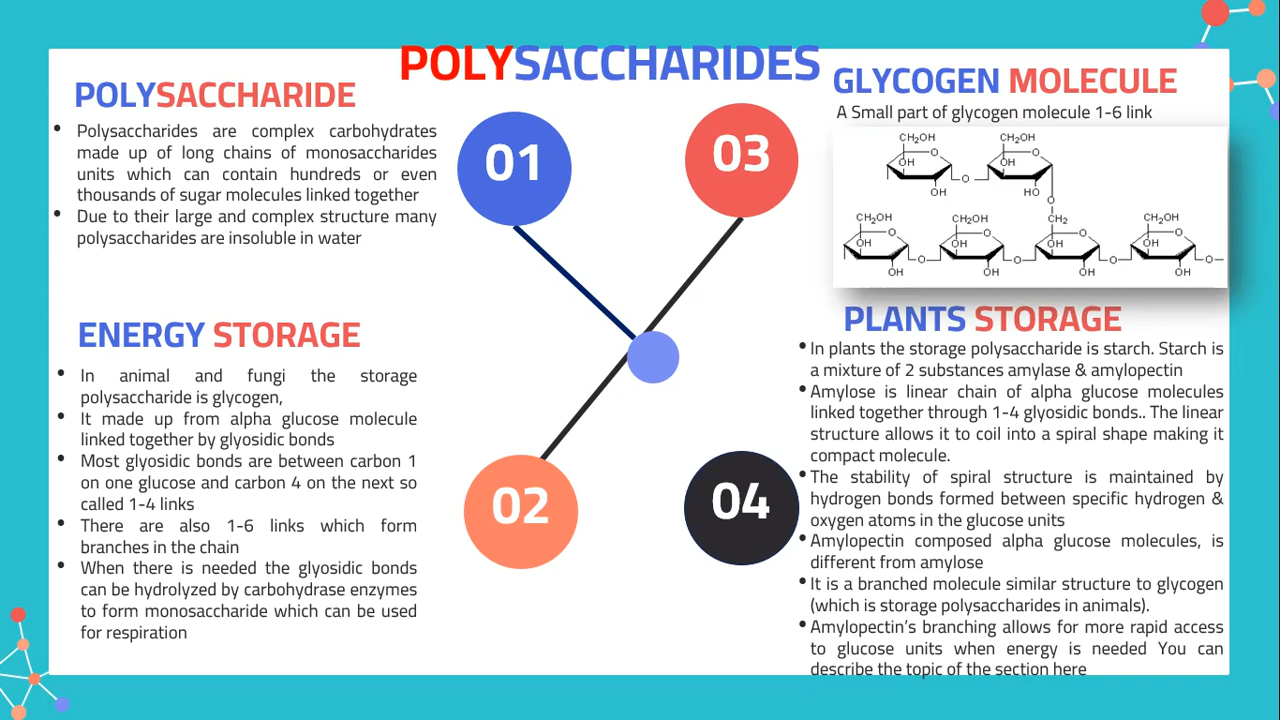 POLYSACCHARIDES
POLYSACCHARIDE
• Polysaccharides are complex carbohydrates
made up of long chains of monosaccharides
units which can contain hundreds or even
thousands of sugar molecules linked together
• Due to their large and complex structure many
polysaccharides are insoluble in water
ENERGY STORAGE
• In animal and fungi the storage
polysaccharide is glycogen,
• It made up from alpha glucose molecule
linked together by glyosidic bonds
• Most glyosidic bonds are between carbon 1
on one glucose and carbon 4 on the next so
called 1-4 links
• There are also 1-6 links which form
branches in the chain
• When there is needed the glyosidic bonds
can be hydrolyzed by carbohydrase enzymes
to form monosaccharide which can be used
for respiration
01
03
02
04
GLYCOGEN MOLECULE
A Small part of glycogen molecule 1-6 link
CH₂OH CH₂OH
O O
OH OH
O
OH HO
O
CH₂OH CH₂OH CH₂ CH₂OH
O O O O
OH OH OH OH
O O O O
OH OH OH OH
PLANTS STORAGE
• In plants the storage polysaccharide is starch. Starch is
a mixture of 2 substances amylase & amylopectin
• Amylose is linear chain of alpha glucose molecules
linked together through 1-4 glyosidic bonds.. The linear
structure allows it to coil into a spiral shape making it
compact molecule.
• The stability of spiral structure is maintained by
hydrogen bonds formed between specific hydrogen &
oxygen atoms in the glucose units
• Amylopectin composed alpha glucose molecules, is
different from amylose
• It is a branched molecule similar structure to glycogen
(which is storage polysaccharides in animals).
• Amylopectin's branching allows for more rapid access
to glucose units when energy is needed You can
describe the topic of the section here